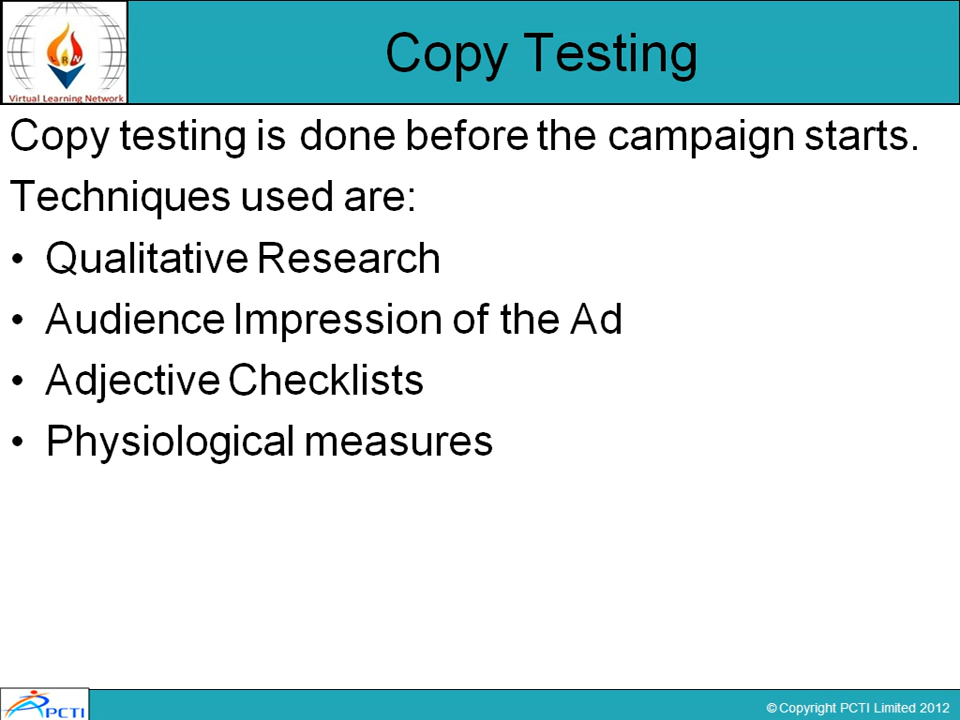 Copy Testing
Virtual Learning Network
Copy testing is done before the campaign starts.
Techniques used are:
• Qualitative Research
• Audience Impression of the Ad
• Adjective Checklists
• Physiological measures
PCTI
© Copyright PCTI Limited 2012